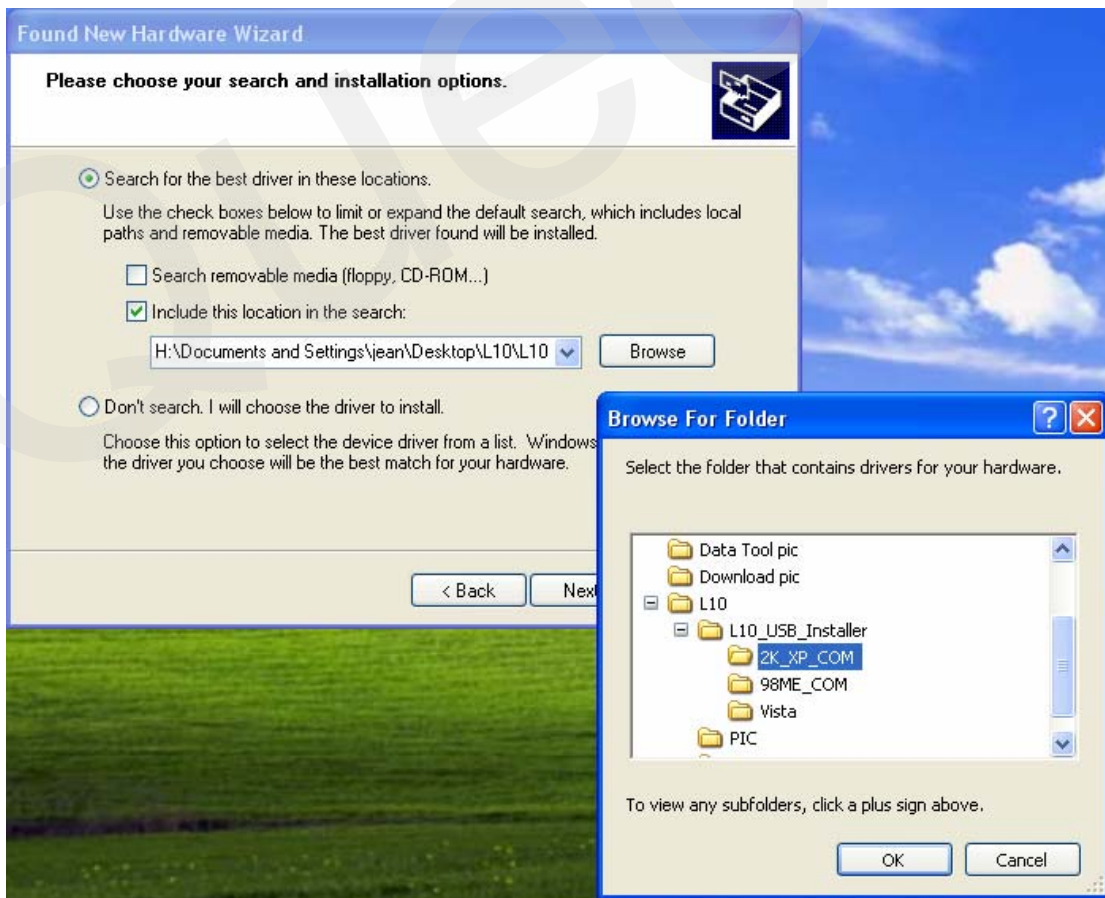 Found New Hardware Wizard
Please choose your search and installation options.
Search for the best driver in these locations.
Use the check boxes below to limit or expand the default search, which includes local
paths and removable media. The best driver found will be installed.
Search removable media (floppy, CD-ROM...)
Include this location in the search:
H:\Documents and Settings\jean\Desktop\L10\L10
Browse
Don't search. I will choose the driver to install.
Choose this option to select the device driver from a list. Windows
the driver you choose will be the best match for your hardware.
< Back
Browse For Folder
Select the folder that contains drivers for your hardware.
Data Tool pic
Download pic
L10
L10_USB_Installer
2K_XP_COM
98ME_COM
Vista
PIC
To view any subfolders, click a plus sign above.
OK
Cancel